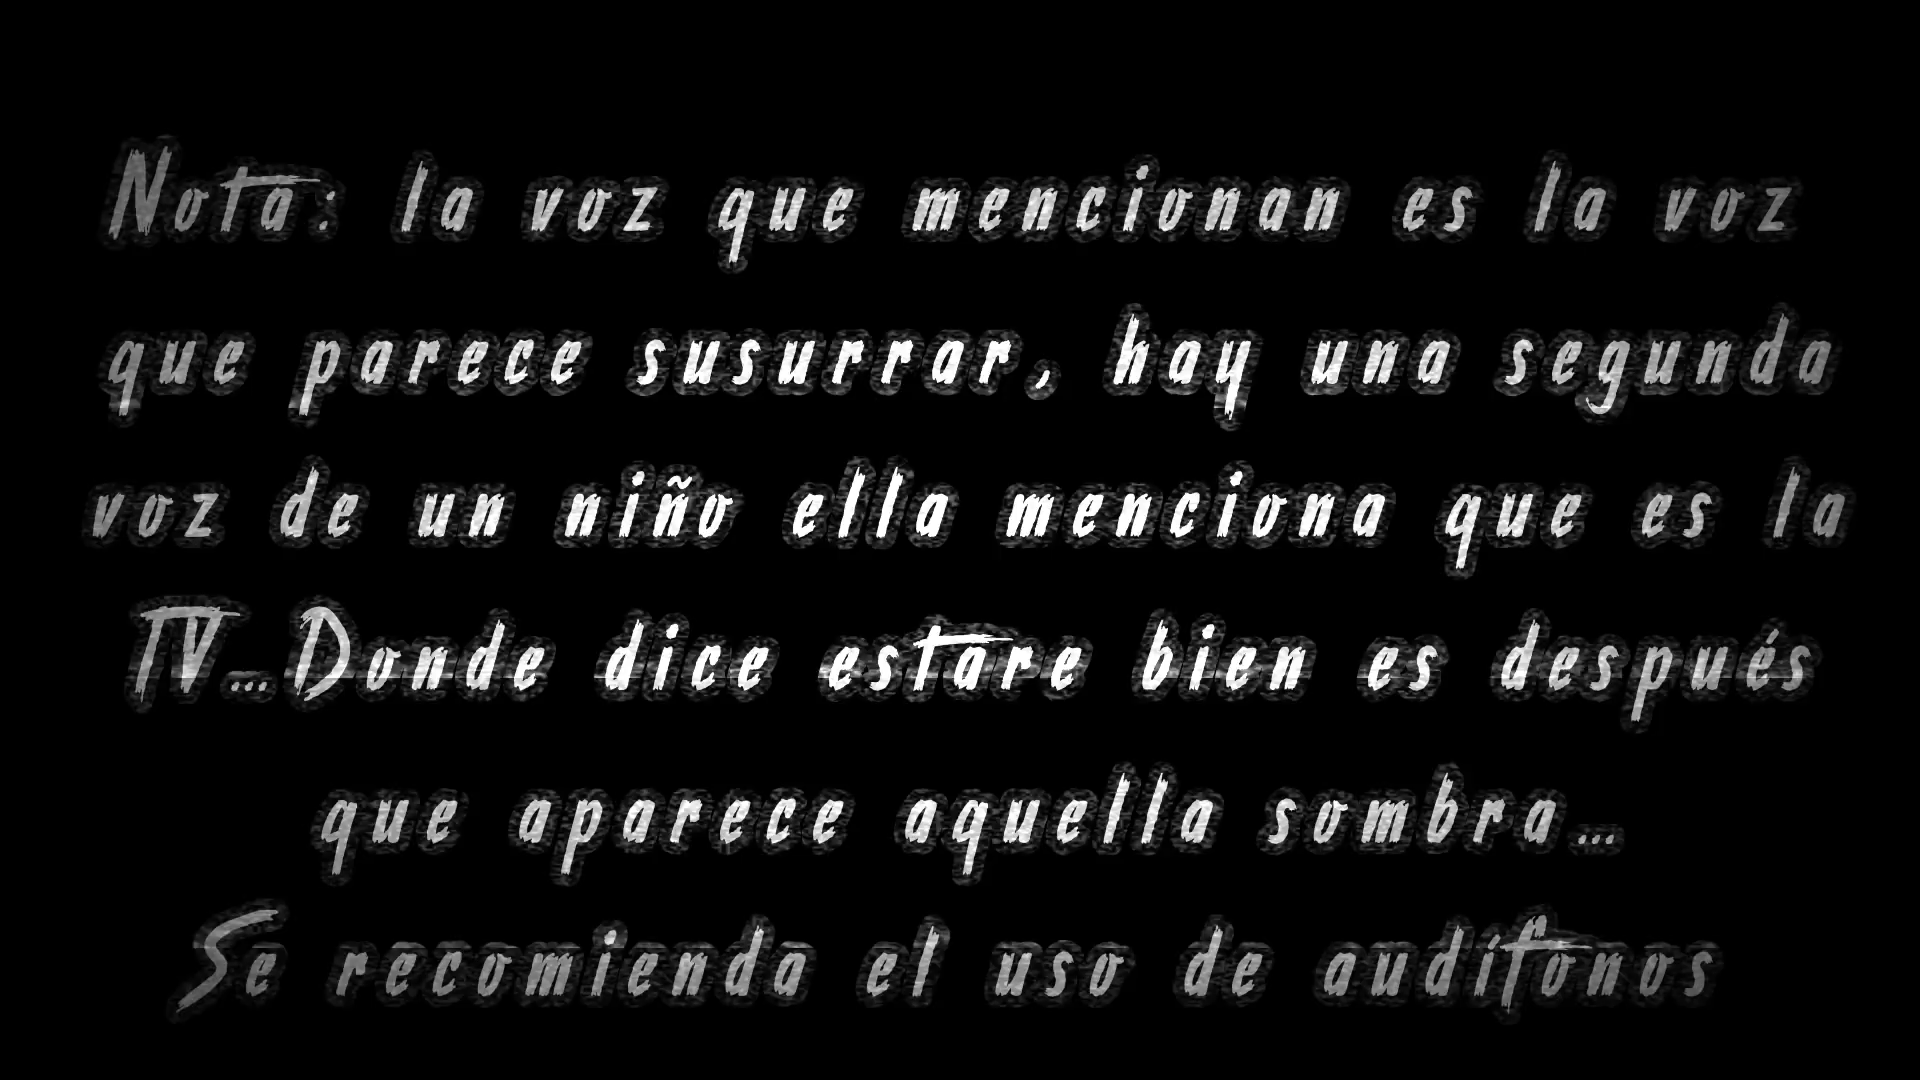 Nota: la voz que mencionan es la voz
que parece susurrar, hay una segunda
voz de un niño ella menciona que es la
TV...Donde dice estare bien es después
que aparece aquella sombra...
Se recomienda el uso de audífonos